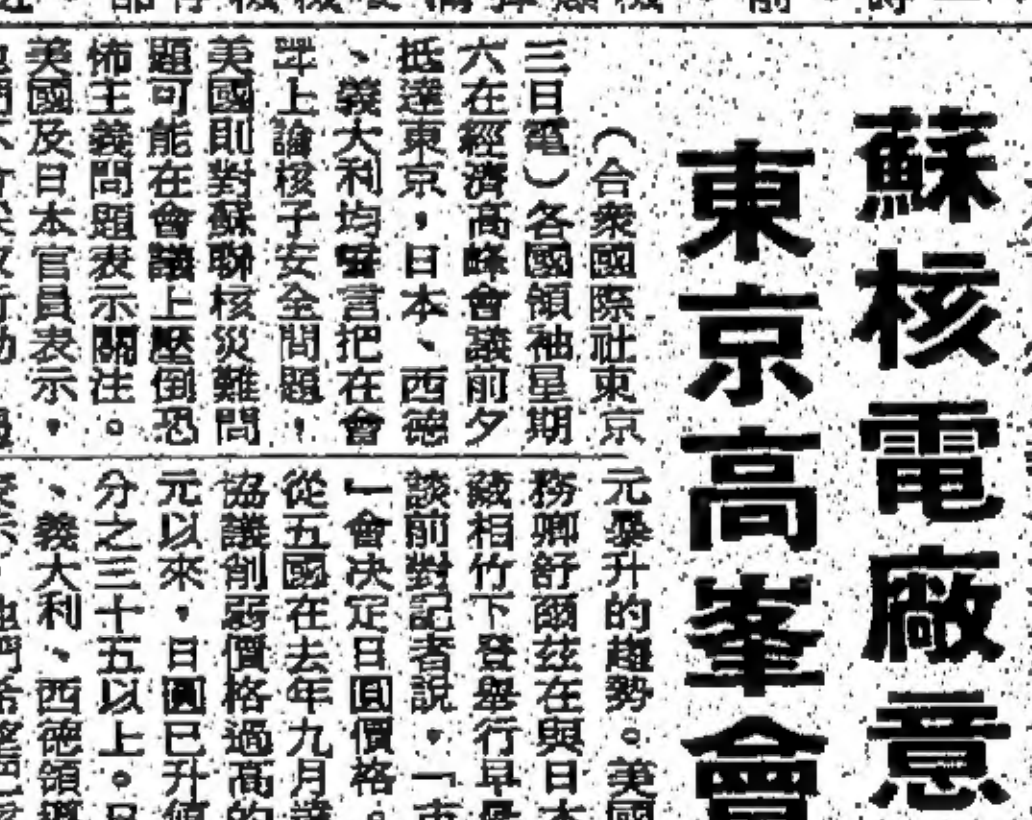 蘇核電廠意
東京高峯會
（合衆國際社東京
三日電）各國領袖星期
六在經濟高峰會議前夕
抵達東京，日本、西德
、義大利均誓言把在會
上論核子安全問題，
美國則對蘇聯核災難問
題可能在會議上壓倒恐
怖主義問題表示關注。
美國及日本官員表示，
元暴升的趨勢。美國
務卿舒爾茲在與日本
藏相竹下登舉行早
談前對記者說，「市
」會決定日圓價格。
從五國在去年九月達
協議削弱價格過高的
元以來，日圓已升值
分之三十五以上。
、義大利、西德領